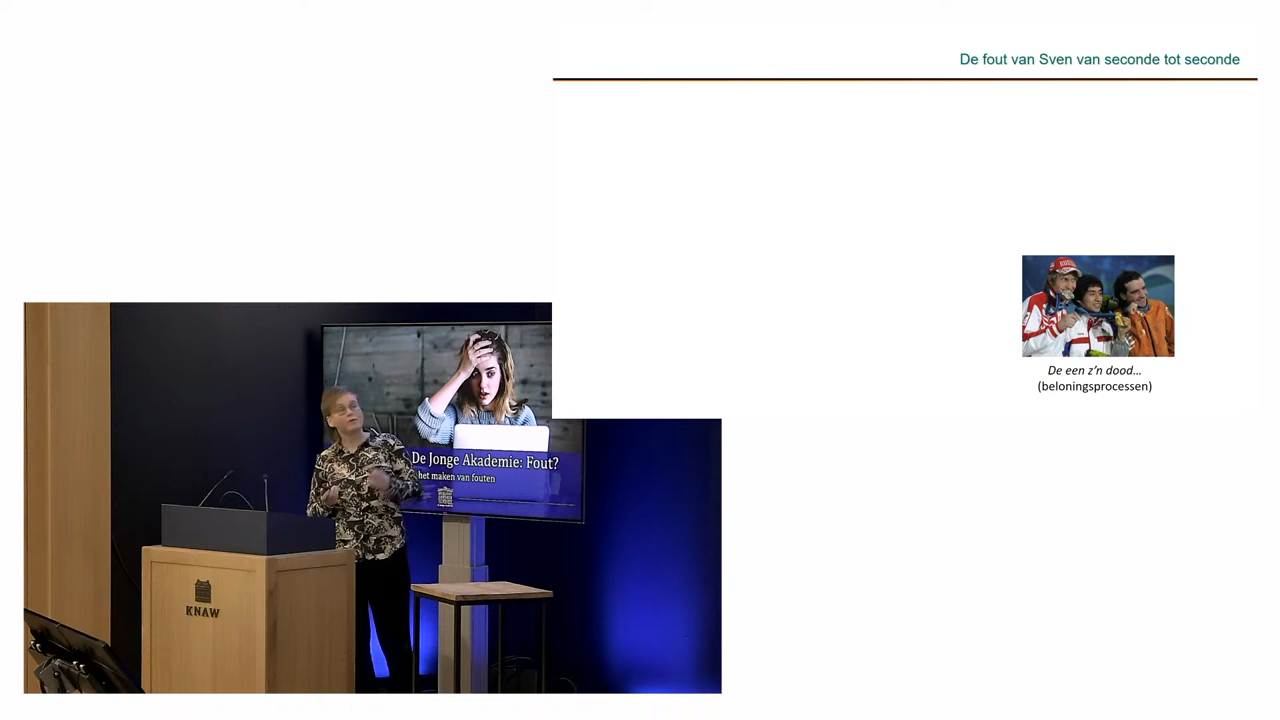 De fout van Sven van seconde tot seconde
De een z'n dood...
(beloningsprocessen)
De Jonge Akademie: Fout?
het maken van fouten
KNAW